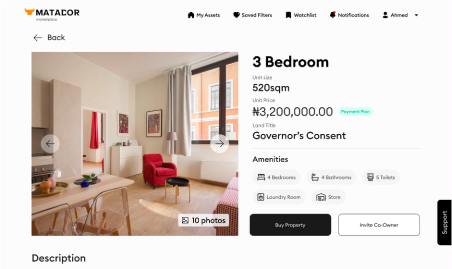 MATADOR
marketplace
My Assets
Saved Filters
Watchlist
Notifications
Ahmed
Back
3 Bedroom
Unit size
520sqm
Unit Price
₦3,200,000.00 Payment Plan
Land Title
Governor's Consent
Amenities
4 Bedrooms
4 Bathrooms
5 Toilets
Laundry Room
Store
10 photos
Buy Property
Invite Co-Owner
Support
Description